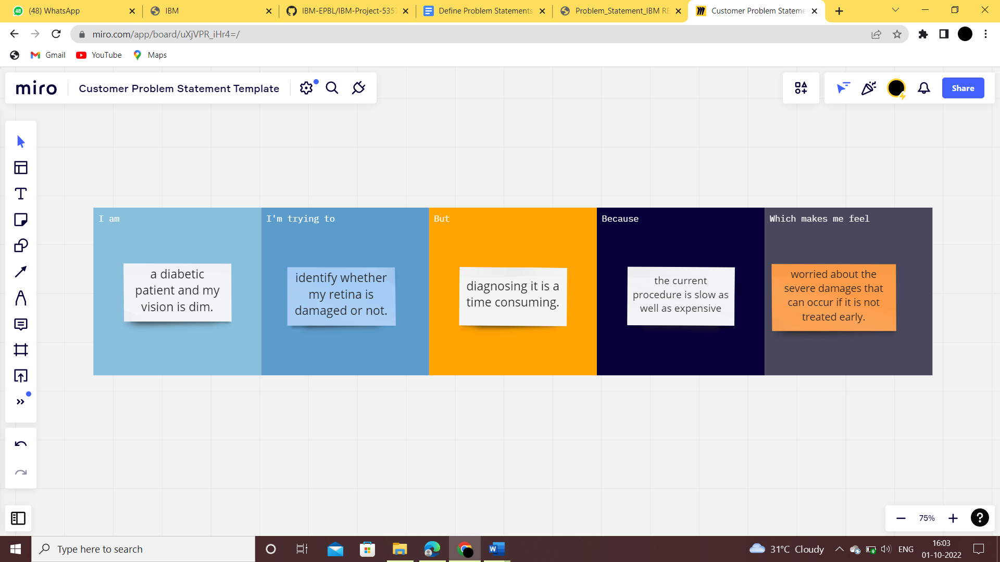 (48) WhatsApp
IBM
IBM-EPBL/IBM-Project-5357
Define Problem Statements
Problem_Statement_IBM RE
Customer Problem Stateme
miro.com/app/board/uXjVPR_iHr4=/
Gmail
YouTube
Maps
miro
Customer Problem Statement Template
Share
I am
a diabetic
patient and my
vision is dim.
I'm trying to
identify whether
my retina is
damaged or not.
But
diagnosing it is a
time consuming.
Because
the current
procedure is slow as
well as expensive
Which makes me feel
worried about the
severe damages that
can occur if it is not
treated early.
75%
Type here to search
31°C Cloudy
ENG
16:03
01-10-2022